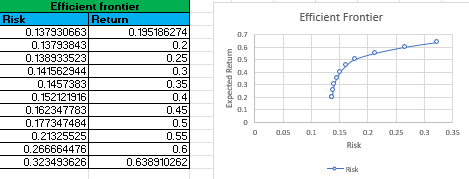 Efficient frontier
Risk Return
0.137930663 0.195186274
0.13793843 0.2
0.138933523 0.25
0.141562944 0.3
0.1457383 0.35
0.152121916 0.4
0.162347783 0.45
0.177347484 0.5
0.21325525 0.55
0.266664476 0.6
0.323493626 0.638910262
Efficient Frontier
Expected Return
0.7
0.6
0.5
0.4
0.3
0.2
0.1
0
0 0.05 0.1 0.15 0.2 0.25 0.3 0.35
Risk
Risk